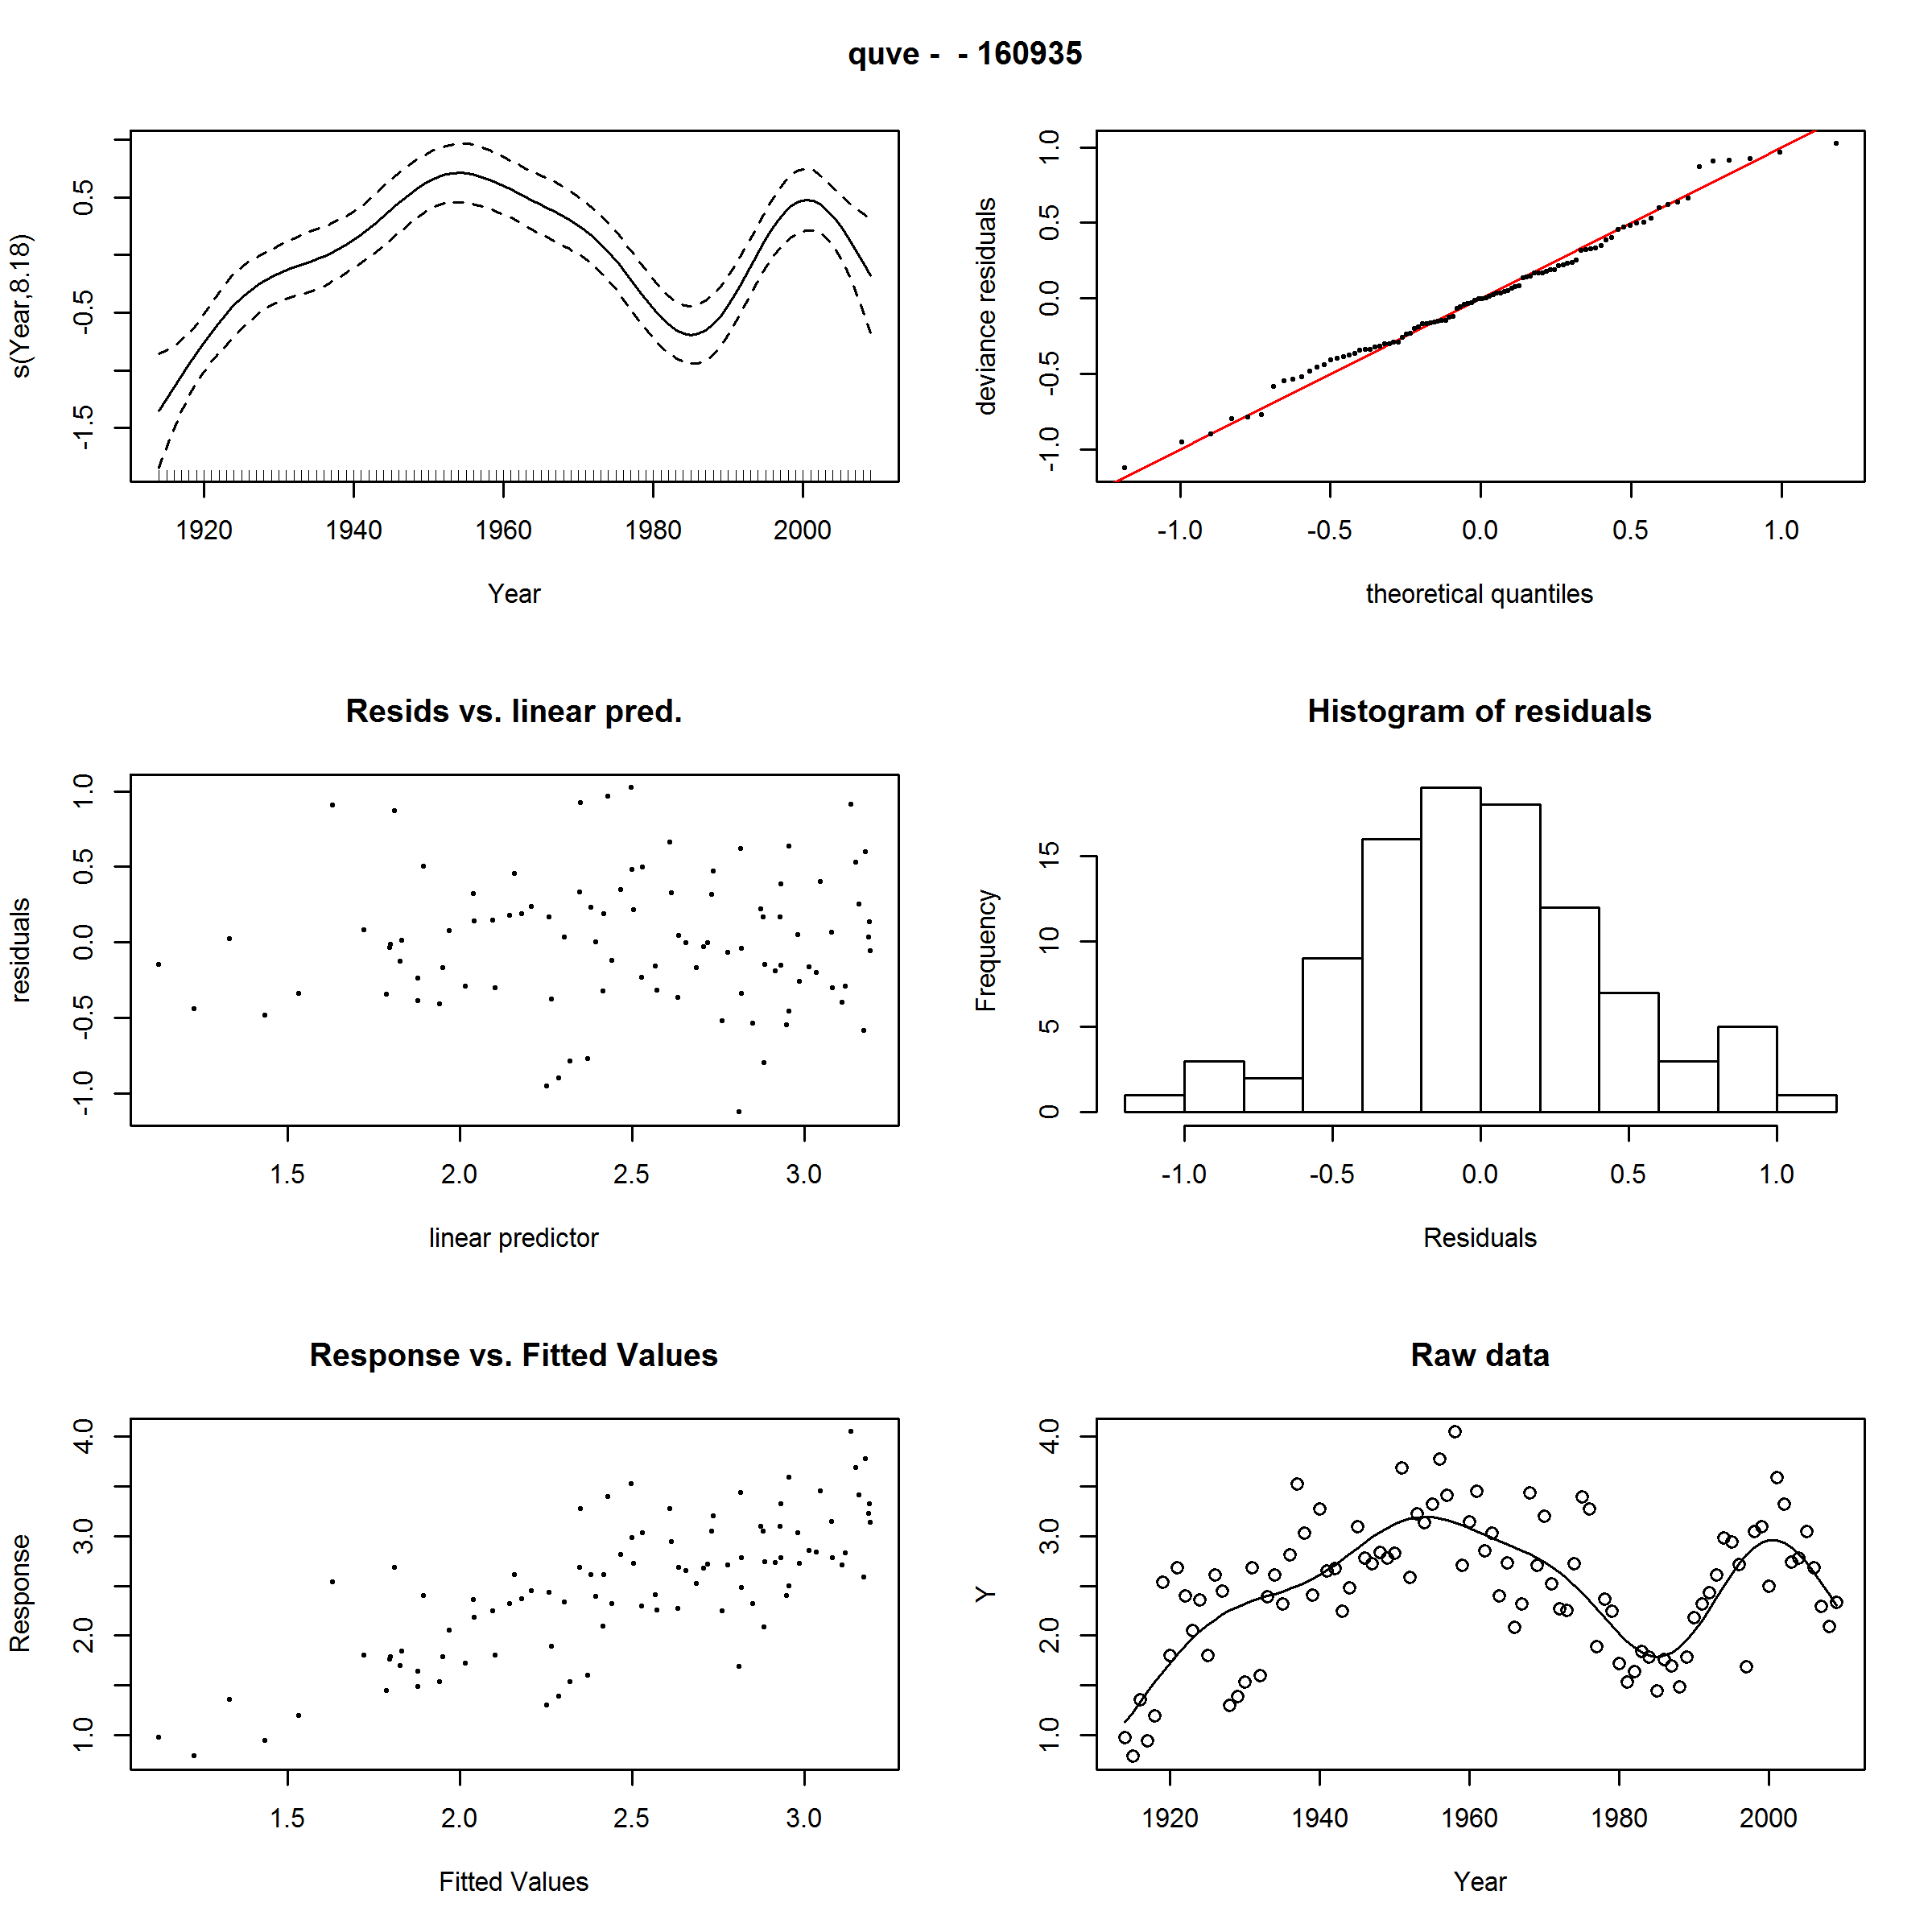 quve -  - 160935
s(Year,8.18)
0.5
-0.5
-1.5
1920 1940 1960 1980 2000
Year
deviance residuals
1.0
0.5
0.0
-0.5
-1.0
-1.0 -0.5 0.0 0.5 1.0
theoretical quantiles
Resids vs. linear pred.
residuals
1.0
0.5
0.0
-0.5
-1.0
1.5 2.0 2.5 3.0
linear predictor
Histogram of residuals
Frequency
15
10
5
0
-1.0 -0.5 0.0 0.5 1.0
Residuals
Response vs. Fitted Values
Response
4.0
3.0
2.0
1.0
1.5 2.0 2.5 3.0
Fitted Values
Raw data
Y
4.0
3.0
2.0
1.0
1920 1940 1960 1980 2000
Year